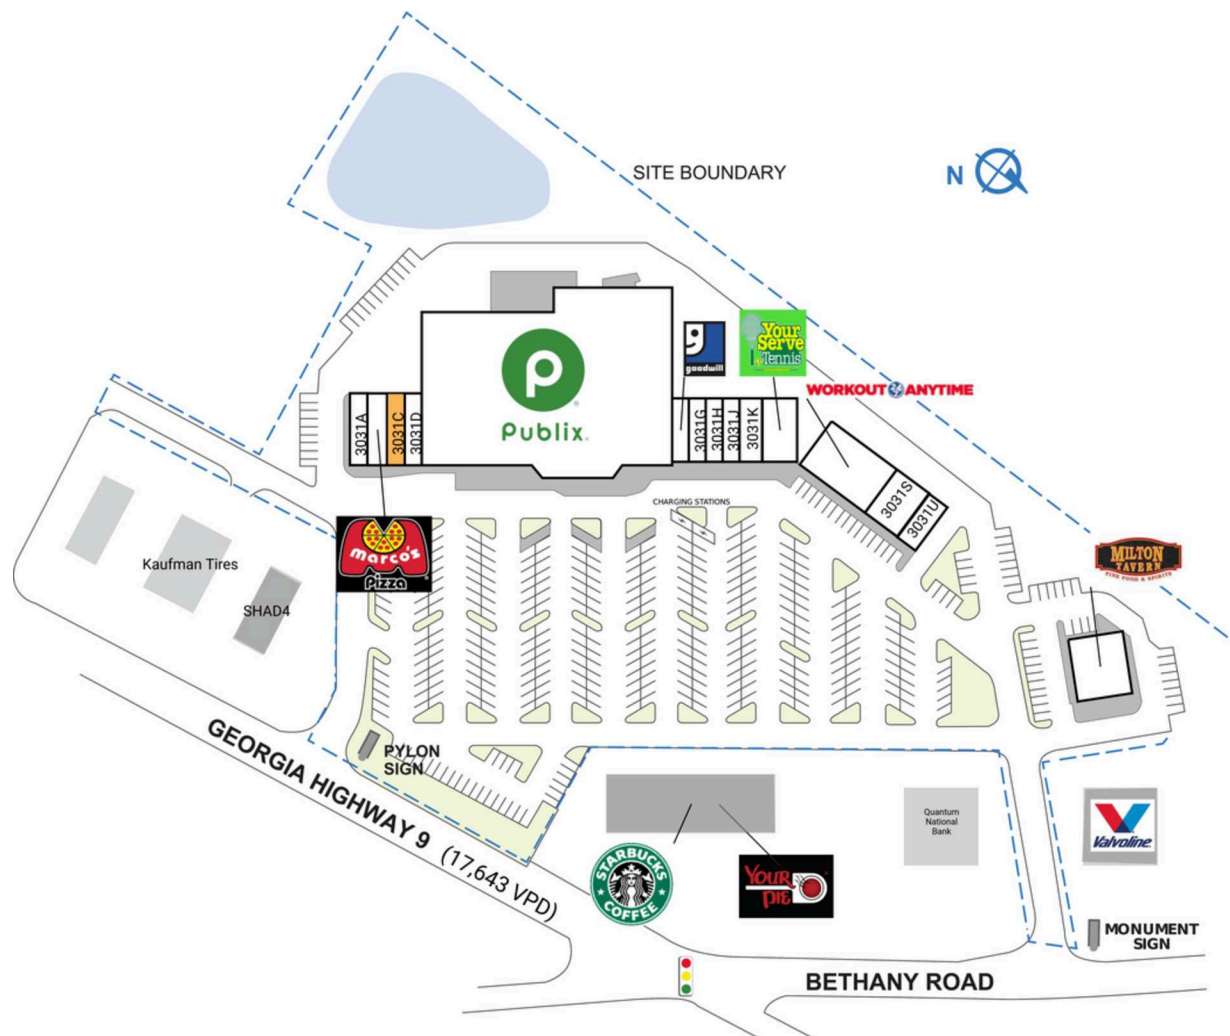 SITE BOUNDARY
N
Your
Serve
Tennis
goodwill
WORKOUT ANYTIME
P
Publix.
3031A
3031C
3031D
3031G
3031H
3031J
3031K
3031S
3031U
CHARGING STATIONS
MILTON
TAVERN
FINE FOOD & SPIRITS
marco's
Pizza
Kaufman Tires
SHAD4
PYLON
SIGN
GEORGIA HIGHWAY 9 (17,643 VPD)
Quantum
National
Bank
Valvoline
STARBUCKS
COFFEE
YOUR
PIE
MONUMENT
SIGN
BETHANY ROAD